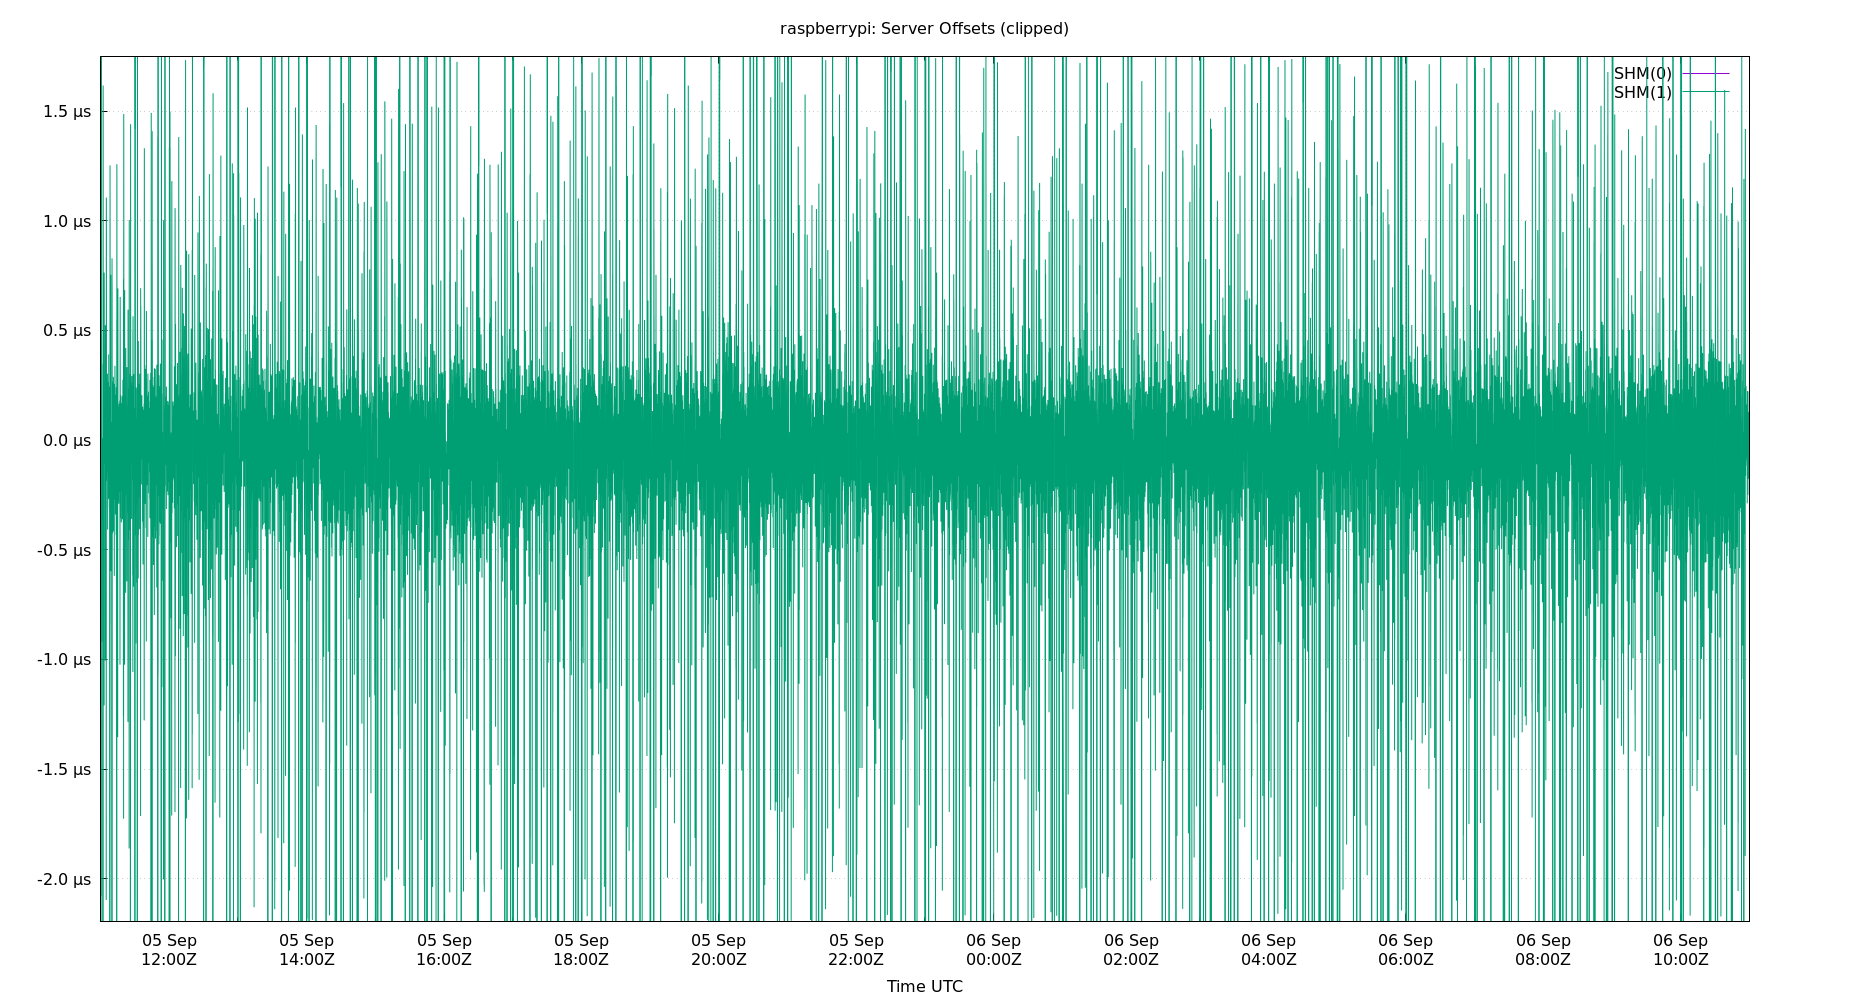 raspberrypi: Server Offsets (clipped)
SHM(0)
SHM(1)
1.5 µs
1.0 µs
0.5 µs
0.0 µs
-0.5 µs
-1.0 µs
-1.5 µs
-2.0 µs
05 Sep 05 Sep 05 Sep 05 Sep 05 Sep 05 Sep 06 Sep 06 Sep 06 Sep 06 Sep 06 Sep 06 Sep
12:00Z 14:00Z 16:00Z 18:00Z 20:00Z 22:00Z 00:00Z 02:00Z 04:00Z 06:00Z 08:00Z 10:00Z
Time UTC